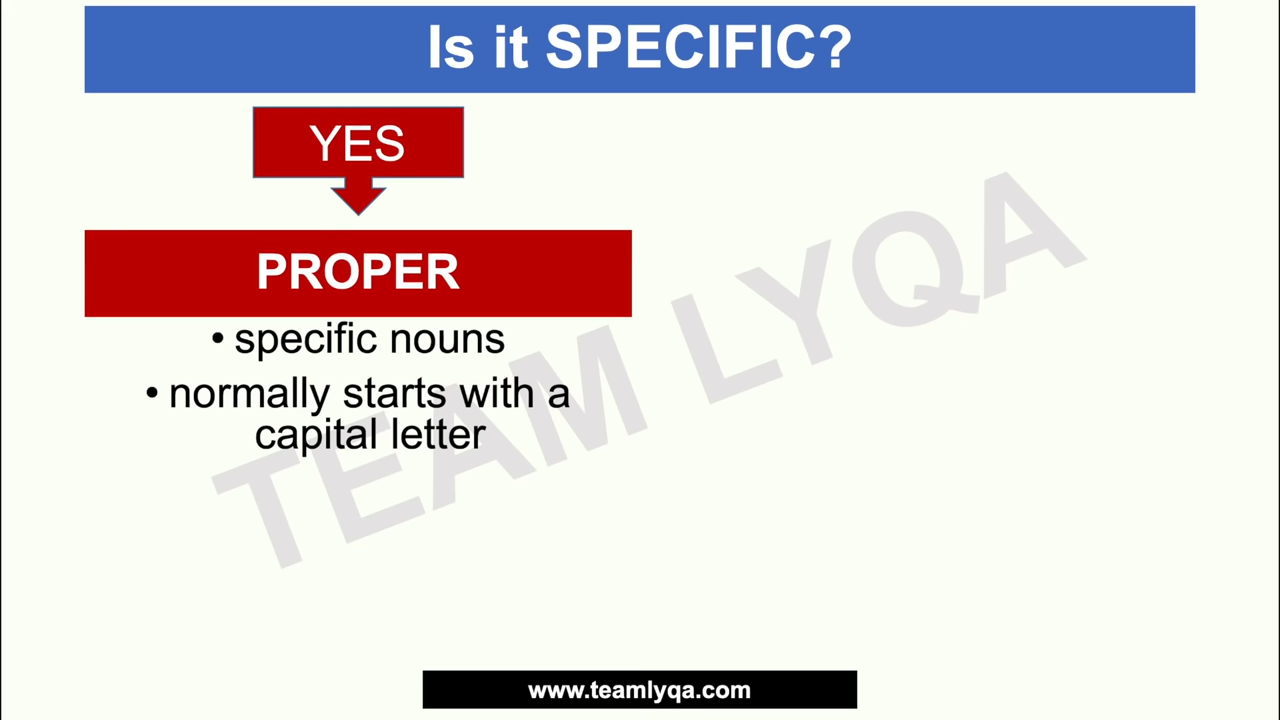 Is it SPECIFIC?
YES
PROPER
• specific nouns
• normally starts with a
capital letter
TEAM LYQA
www.teamlyqa.com